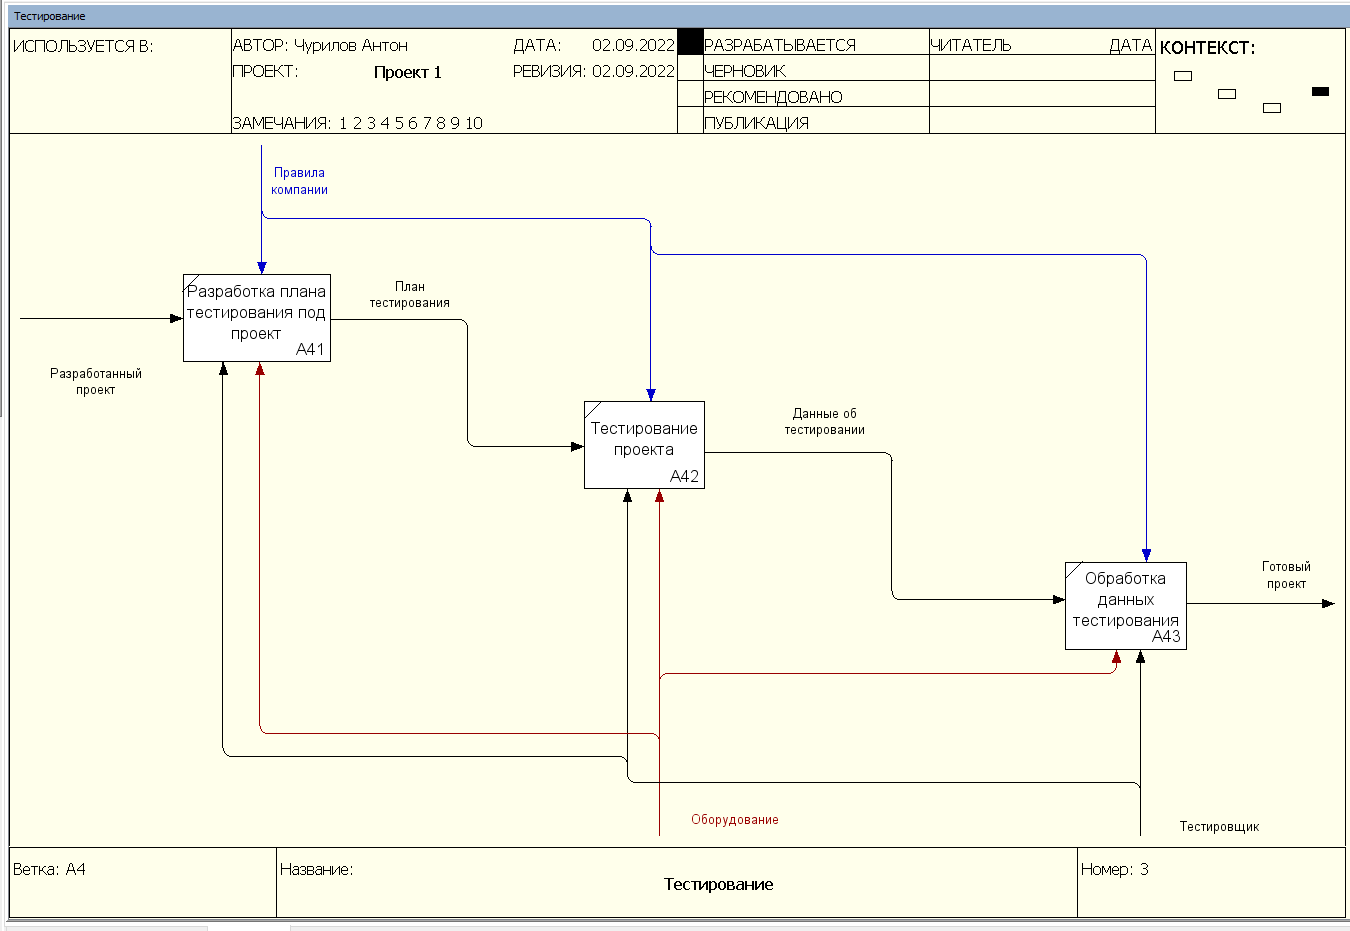 Тестирование
ИСПОЛЬЗУЕТСЯ В:
АВТОР: Чурилов Антон
ДАТА: 02.09.2022
ПРОЕКТ: Проект 1
РЕВИЗИЯ: 02.09.2022
ЗАМЕЧАНИЯ: 1 2 3 4 5 6 7 8 9 10
РАЗРАБАТЫВАЕТСЯ
ЧЕРНОВИК
РЕКОМЕНДОВАНО
ПУБЛИКАЦИЯ
ЧИТАТЕЛЬ
ДАТА
КОНТЕКСТ:
Правила
компании
Разработка плана
тестирования под
проект
A41
План
тестирования
Разработанный
проект
Тестирование
проекта
A42
Данные об
тестировании
Обработка
данных
тестирования
A43
Готовый
проект
Оборудование
Тестировщик
Ветка: A4
Название:
Тестирование
Номер: 3